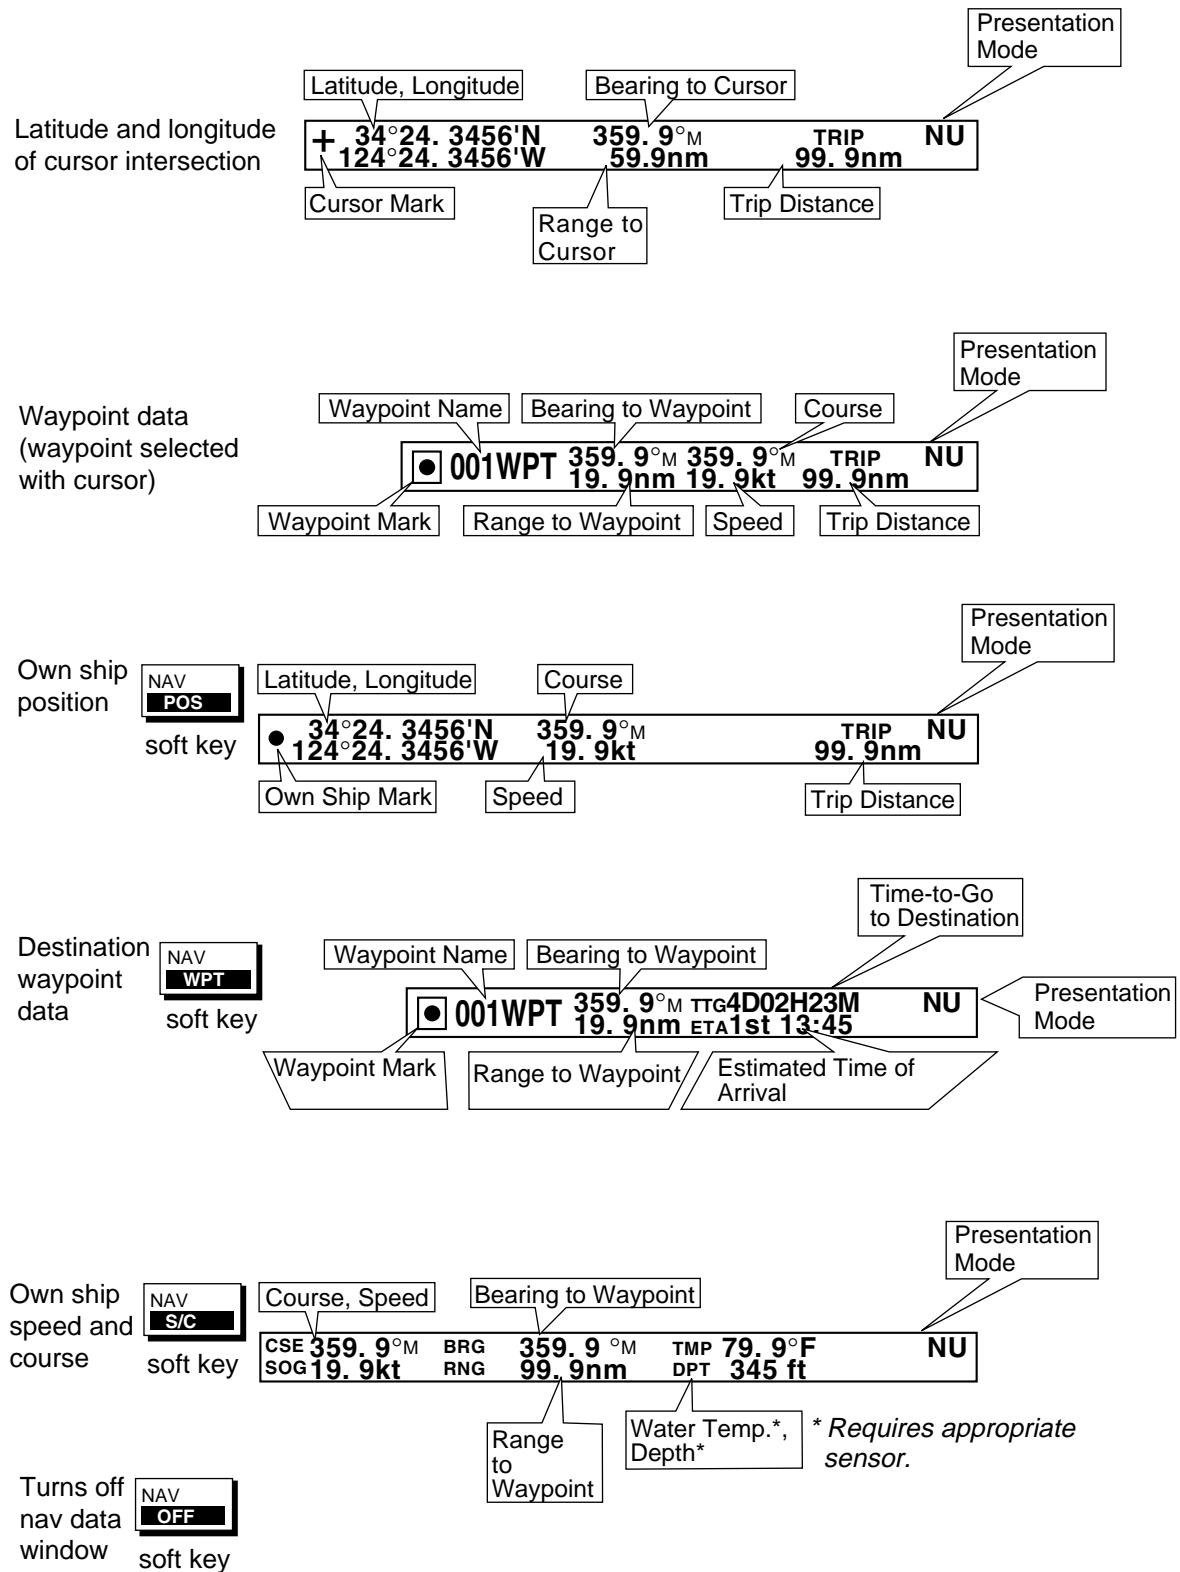 Presentation
Mode
Latitude, Longitude
Bearing to Cursor
Latitude and longitude
of cursor intersection
+ 34°24. 3456'N 359. 9°M TRIP NU
124°24. 3456'W 59.9nm 99. 9nm
Cursor Mark
Range to
Cursor
Trip Distance
Presentation
Mode
Waypoint data
(waypoint selected
with cursor)
Waypoint Name
Bearing to Waypoint
Course
001WPT 359. 9°M 359. 9°M TRIP NU
19. 9nm 19. 9kt 99. 9nm
Waypoint Mark
Range to Waypoint
Speed
Trip Distance
Presentation
Mode
Own ship
position
NAV
POS
soft key
Latitude, Longitude
Course
34°24. 3456'N 359. 9°M TRIP NU
124°24. 3456'W 19. 9kt 99. 9nm
Own Ship Mark
Speed
Trip Distance
Time-to-Go
to Destination
Destination
waypoint
data
NAV
WPT
soft key
Waypoint Name
Bearing to Waypoint
001WPT 359. 9°M TTG4D02H23M NU
19. 9nm ETA1st 13:45
Presentation
Mode
Waypoint Mark
Range to Waypoint
Estimated Time of
Arrival
Presentation
Mode
Own ship
speed and
course
NAV
S/C
soft key
Course, Speed
Bearing to Waypoint
CSE 359. 9°M BRG 359. 9 °M TMP 79. 9°F NU
SOG 19. 9kt RNG 99. 9nm DPT 345 ft
Range
to
Waypoint
Water Temp.*,
Depth*
* Requires appropriate
sensor.
Turns off
nav data
window
NAV
OFF
soft key